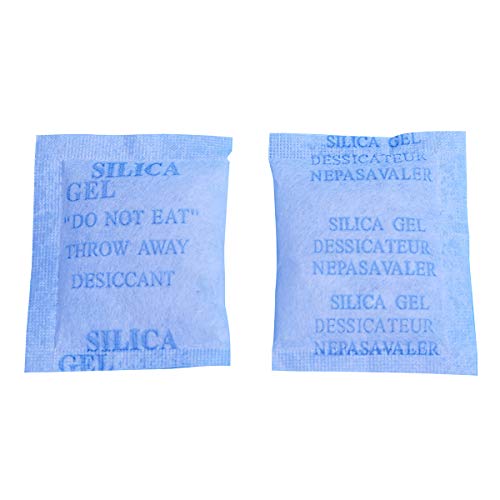 SILICA
GEL
"DO NOT EAT"
THROW AWAY
DESICCANT
SILICA
GEL
SILICA GEL
DESSICATEUR
NEPASAVALER
SILICA GEL
DESSICATEUR
NEPASAVALER
SILICA GEL
DESSICATEUR
NEPASAVALER